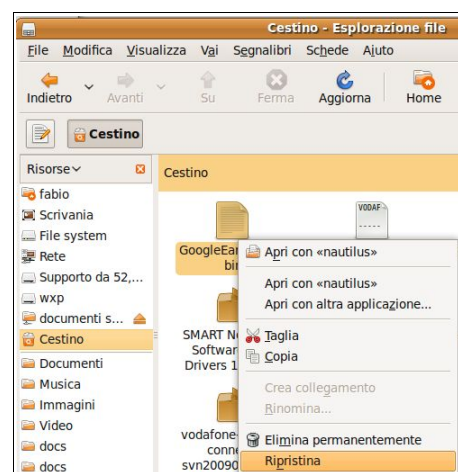 Cestino - Esplorazione file
File Modifica Visualizza Vai Segnalibri Schede Aiuto
Indietro Avanti Su Ferma Aggiorna Home
Cestino
Risorse
Cestino
fabio
Scrivania
File system
Rete
Supporto da 52,...
wxp
documenti s...
Cestino
Documenti
Musica
Immagini
Video
docs
docs
VODAF
GoogleEar
bin
SMART No
Softwar
Drivers 1
vodafone
conne
svn20090
Apri con «nautilus»
Apri con «nautilus»
Apri con altra applicazione...
Taglia
Copia
Crea collegamento
Rinomina...
Elimina permanentemente
Ripristina